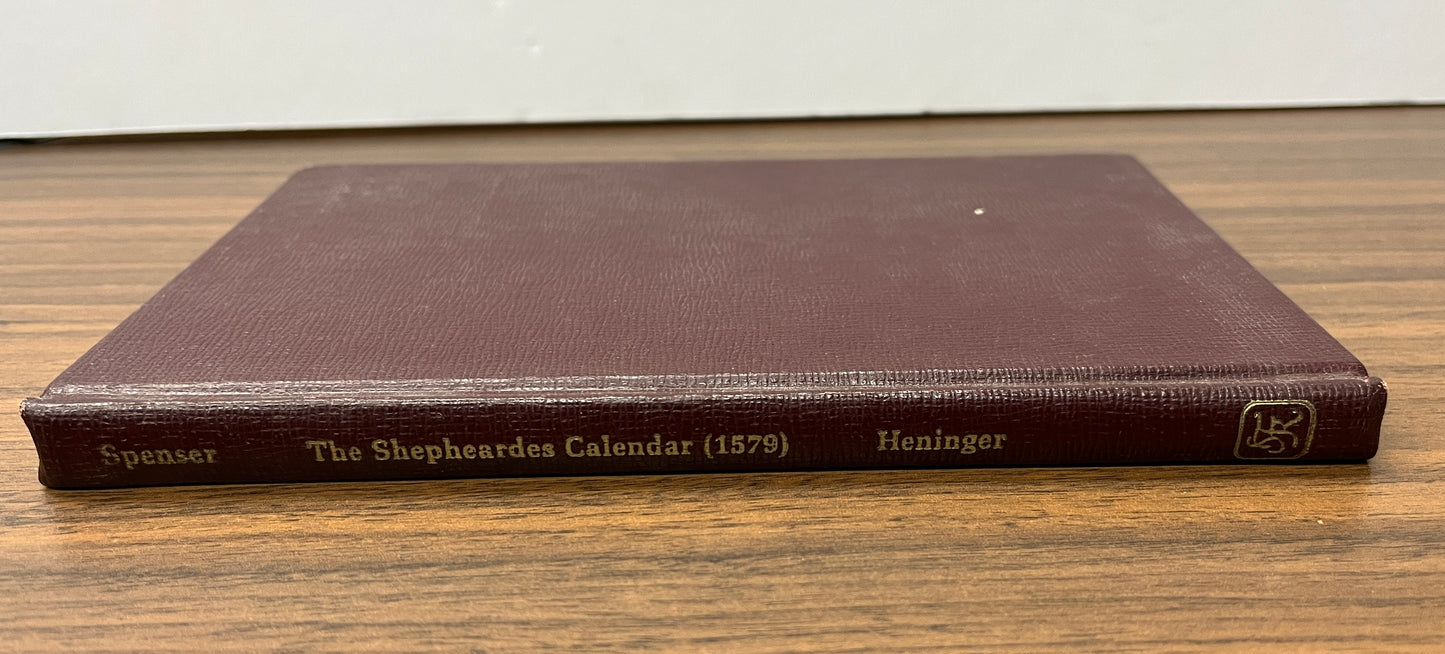 Spenser The Shepheardes Calendar (1579) Heninger